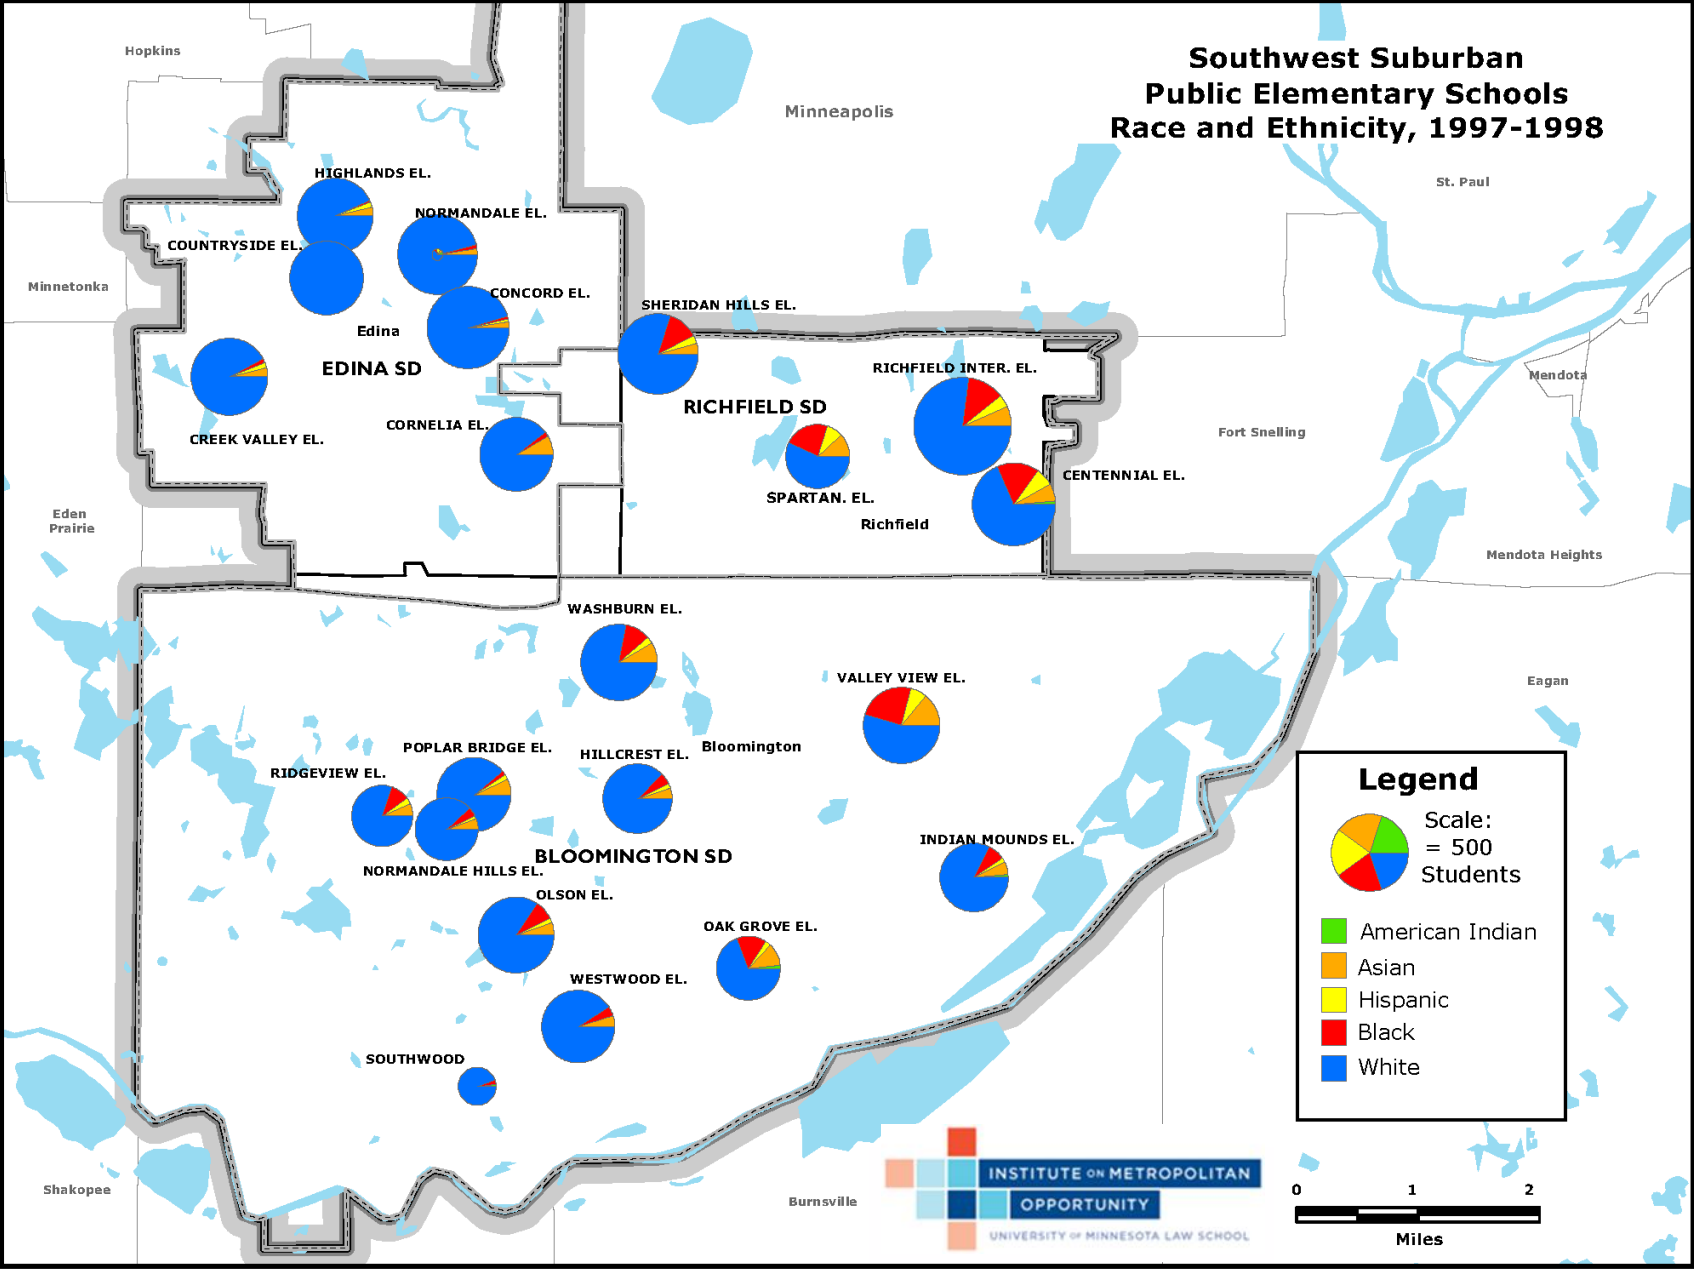 Southwest Suburban
Public Elementary Schools
Race and Ethnicity, 1997-1998
Hopkins
Minneapolis
St. Paul
HIGHLANDS EL.
NORMANDALE EL.
COUNTRYSIDE EL.
Minnetonka
CONCORD EL.
SHERIDAN HILLS EL.
Edina
EDINA SD
RICHFIELD INTER. EL.
Mendota
RICHFIELD SD
CORNELIA EL.
CREEK VALLEY EL.
Fort Snelling
CENTENNIAL EL.
SPARTAN. EL.
Richfield
Eden
Prairie
Mendota Heights
WASHBURN EL.
VALLEY VIEW EL.
Eagan
POPLAR BRIDGE EL.
HILLCREST EL.
Bloomington
RIDGEVIEW EL.
INDIAN MOUNDS EL.
BLOOMINGTON SD
NORMANDALE HILLS EL.
OLSON EL.
OAK GROVE EL.
WESTWOOD EL.
SOUTHWOOD
Legend
Scale:
= 500
Students
American Indian
Asian
Hispanic
Black
White
Shakopee
Burnsville
INSTITUTE ON METROPOLITAN
OPPORTUNITY
UNIVERSITY OF MINNESOTA LAW SCHOOL
0 1 2
Miles